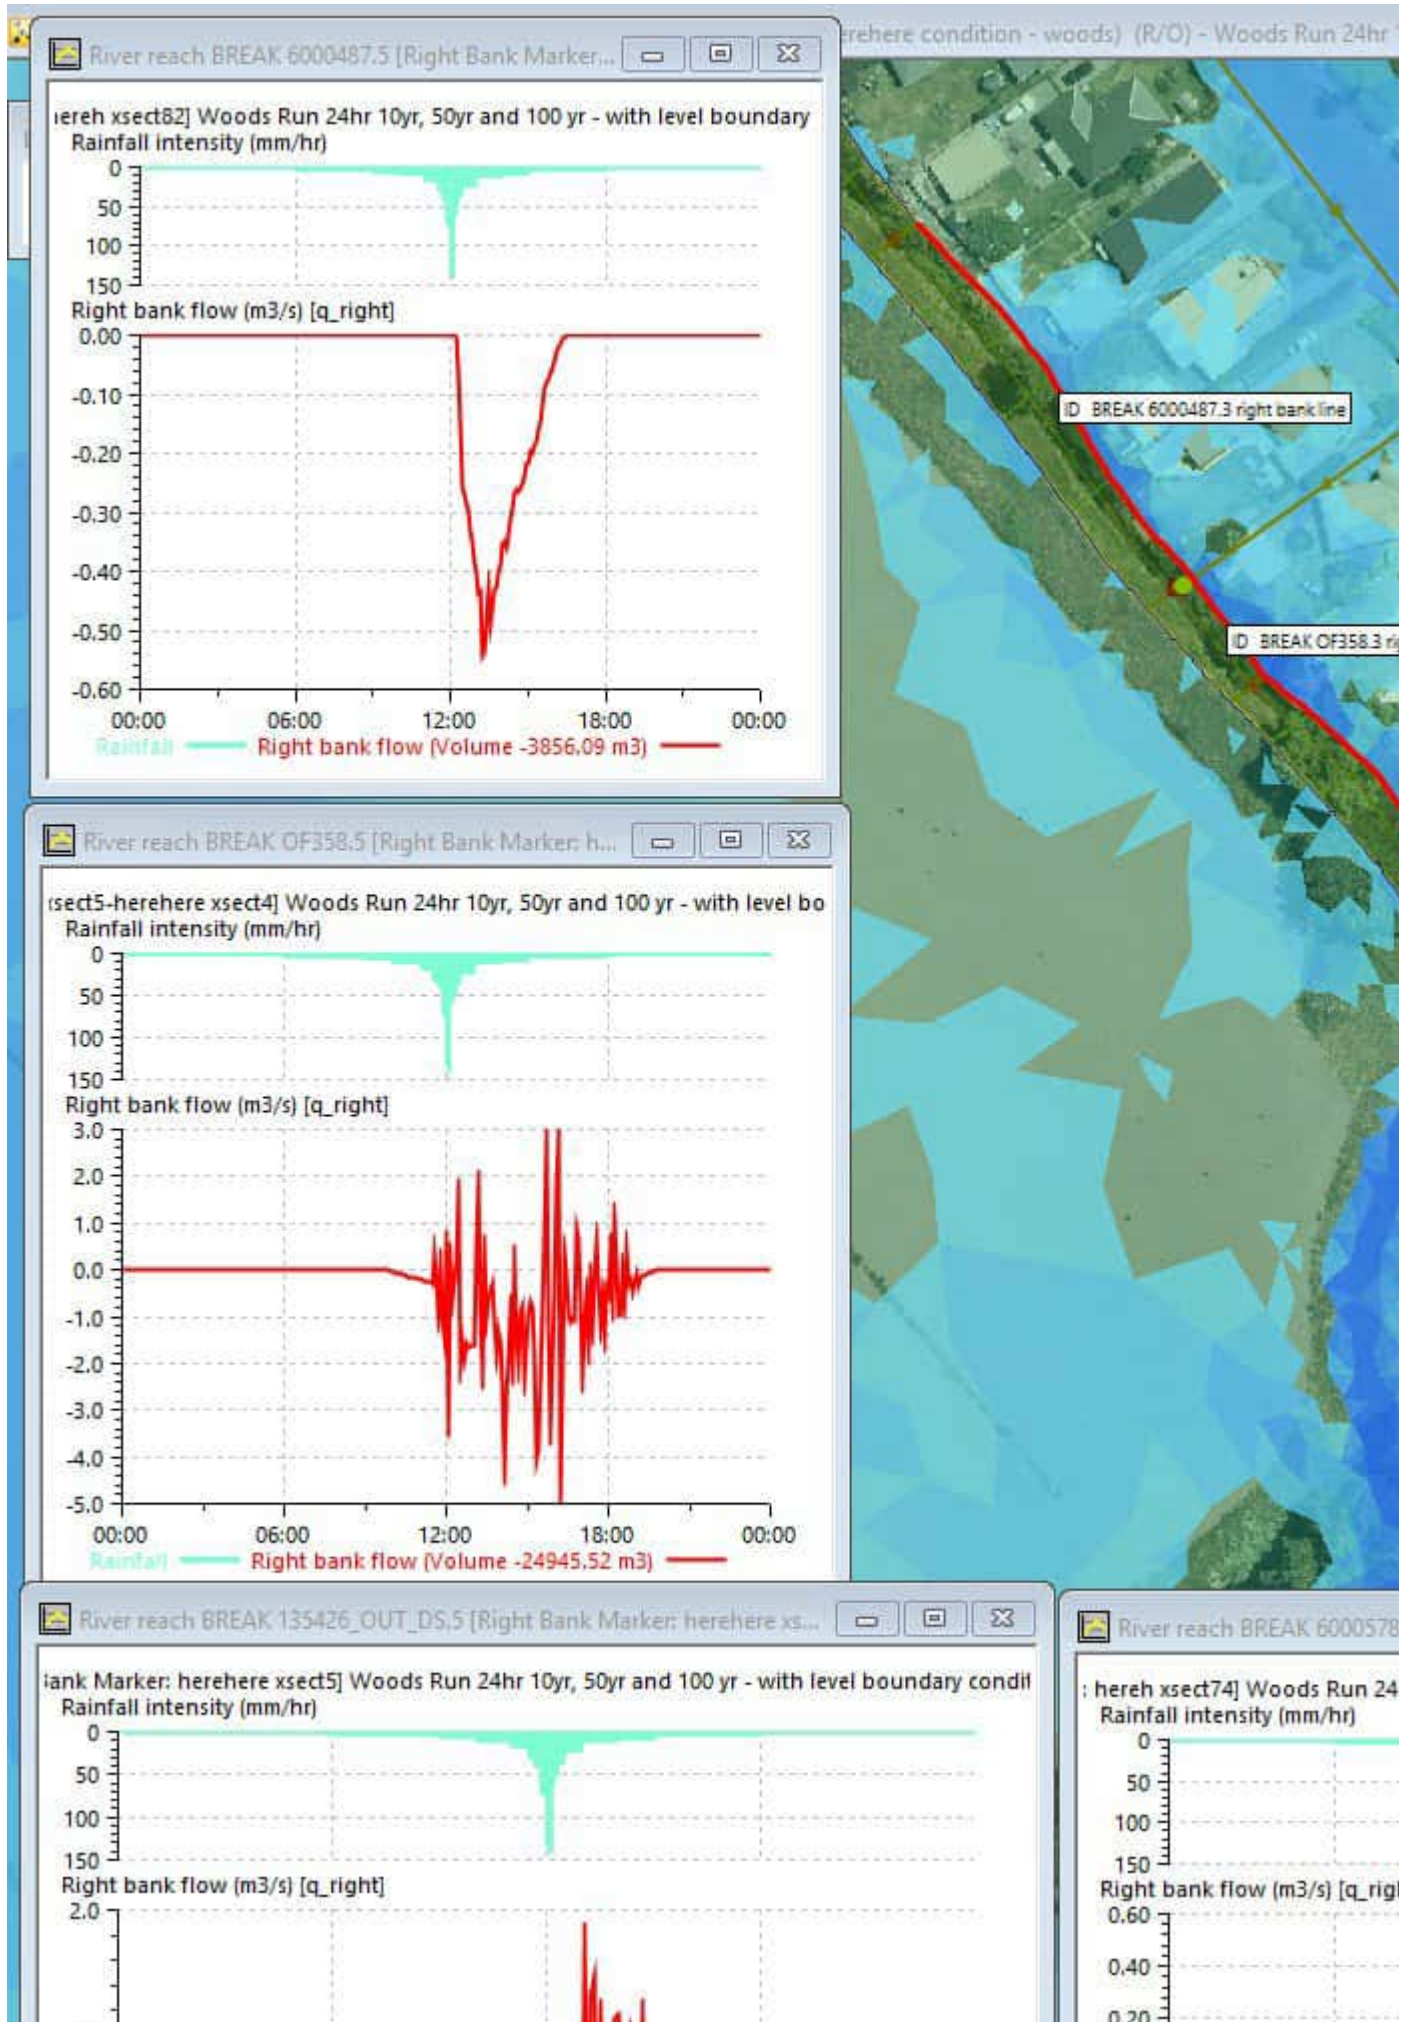 River reach BREAK 6000487.5 [Right Bank Marker...
erehere condition - woods) (R/O) - Woods Run 24hr
ereh xsect82] Woods Run 24hr 10yr, 50yr and 100 yr - with level boundary
Rainfall intensity (mm/hr)
0
50
100
150
Right bank flow (m3/s) [q_right]
0.00
-0.10
-0.20
-0.30
-0.40
-0.50
-0.60
00:00 06:00 12:00 18:00 00:00
Rainfall Right bank flow (Volume -3856.09 m3)
ID BREAK 6000487.3 right bank line
ID BREAK OF358.3 ri
River reach BREAK OF358.5 [Right Bank Marker: h...
sect5-herehere xsect4] Woods Run 24hr 10yr, 50yr and 100 yr - with level bo
Rainfall intensity (mm/hr)
0
50
100
150
Right bank flow (m3/s) [q_right]
3.0
2.0
1.0
0.0
-1.0
-2.0
-3.0
-4.0
-5.0
00:00 06:00 12:00 18:00 00:00
Rainfall Right bank flow (Volume -24945.52 m3)
River reach BREAK 135426_OUT_DS.5 [Right Bank Marker: herehere xs...
ank Marker: herehere xsect5] Woods Run 24hr 10yr, 50yr and 100 yr - with level boundary condit
Rainfall intensity (mm/hr)
0
50
100
150
Right bank flow (m3/s) [q_right]
2.0
River reach BREAK 6000578
: hereh xsect74] Woods Run 24
Rainfall intensity (mm/hr)
0
50
100
150
Right bank flow (m3/s) [q_rig
0.60
0.40
0.20